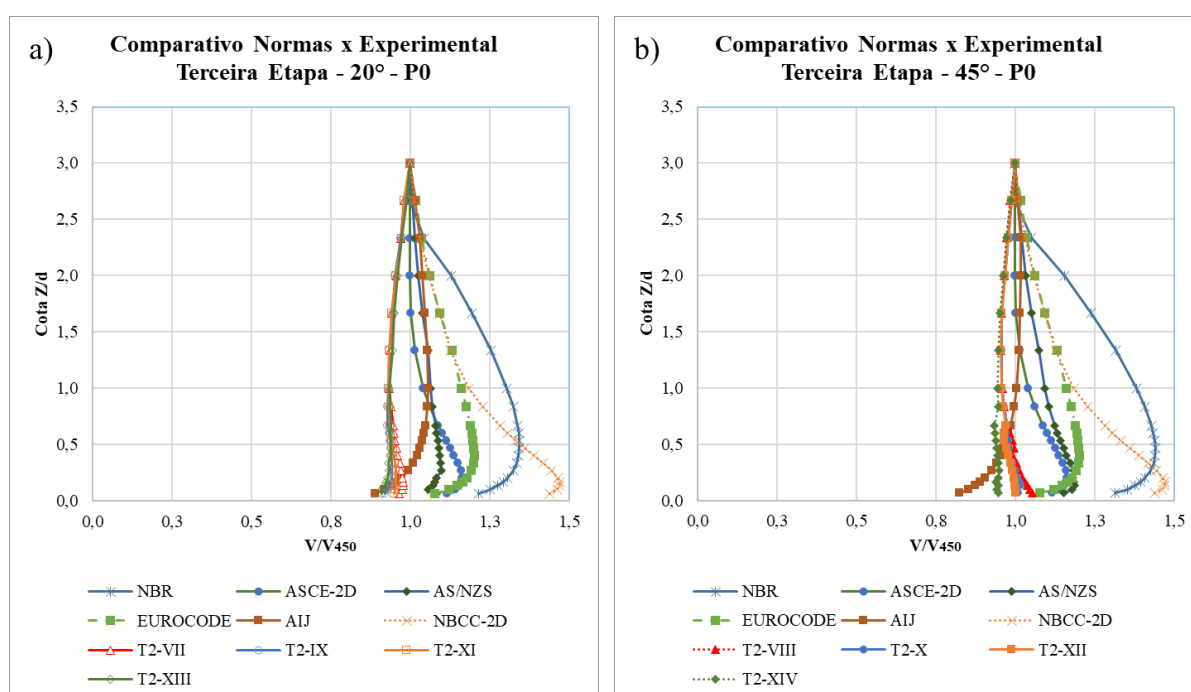 a)
Comparativo Normas x Experimental
Terceira Etapa - 20° - P0
Cota Z/d
3,5
3,0
2,5
2,0
1,5
1,0
0,5
0,0
0,0 0,3 0,5 0,8 1,0 1,3 1,5
V/V450
NBR ASCE-2D AS/NZS
EUROCODE AIJ NBCC-2D
T2-VII T2-IX T2-XI
T2-XIII
b)
Comparativo Normas x Experimental
Terceira Etapa - 45° - P0
Cota Z/d
3,5
3,0
2,5
2,0
1,5
1,0
0,5
0,0
0,0 0,3 0,5 0,8 1,0 1,3 1,5
V/V450
NBR ASCE-2D AS/NZS
EUROCODE AIJ NBCC-2D
T2-VIII T2-X T2-XII
T2-XIV